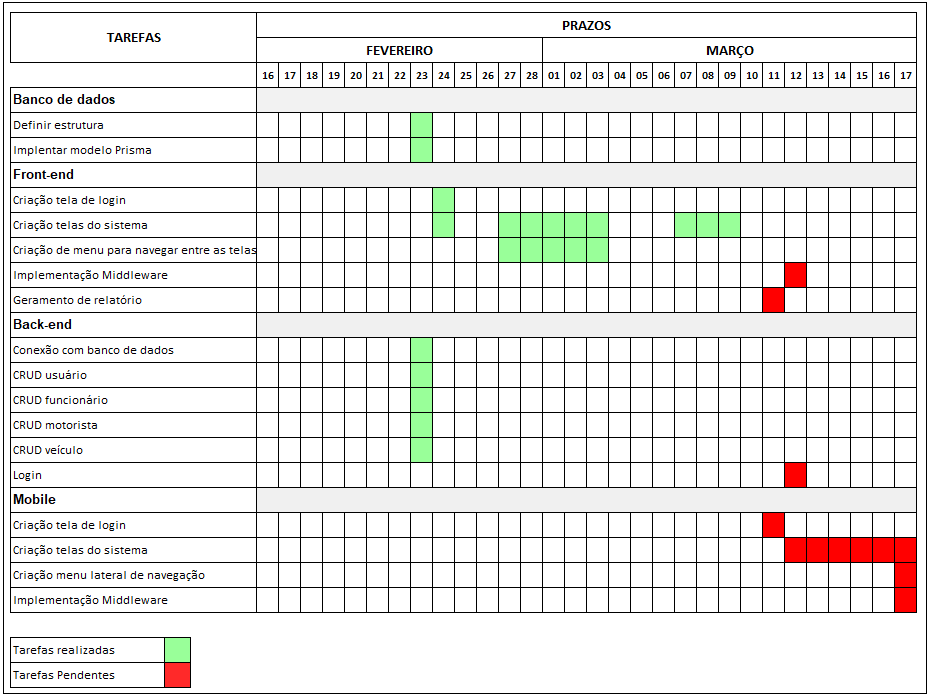 TAREFAS
PRAZOS
FEVEREIRO MARÇO
16 17 18 19 20 21 22 23 24 25 26 27 28 01 02 03 04 05 06 07 08 09 10 11 12 13 14 15 16 17
Banco de dados
Definir estrutura
Implentar modelo Prisma
Front-end
Criação tela de login
Criação telas do sistema
Criação de menu para navegar entre as telas
Implementação Middleware
Geramento de relatório
Back-end
Conexão com banco de dados
CRUD usuário
CRUD funcionário
CRUD motorista
CRUD veículo
Login
Mobile
Criação tela de login
Criação telas do sistema
Criação menu lateral de navegação
Implementação Middleware
Tarefas realizadas
Tarefas Pendentes